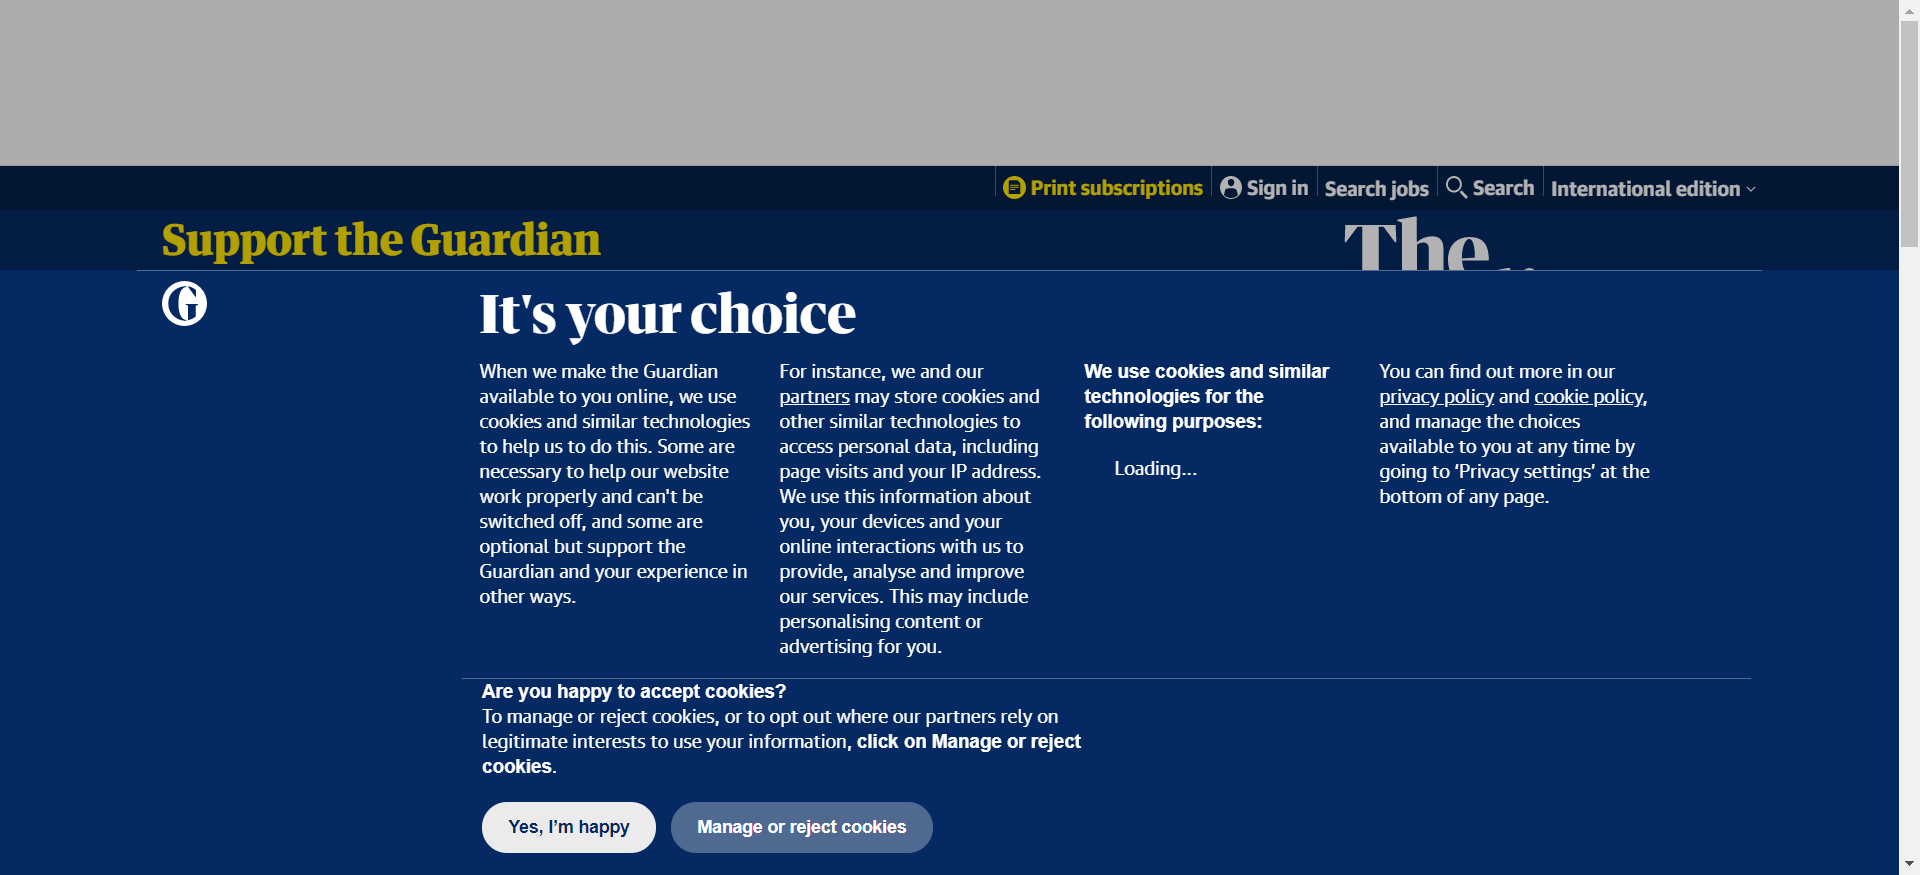 Print subscriptions
Sign in
Search jobs
Search
International edition
Support the Guardian
The
It's your choice
When we make the Guardian
available to you online, we use
cookies and similar technologies
to help us to do this. Some are
necessary to help our website
work properly and can't be
switched off, and some are
optional but support the
Guardian and your experience in
other ways.
For instance, we and our
partners may store cookies and
other similar technologies to
access personal data, including
page visits and your IP address.
We use this information about
you, your devices and your
online interactions with us to
provide, analyse and improve
our services. This may include
personalising content or
advertising for you.
We use cookies and similar
technologies for the
following purposes:
Loading...
You can find out more in our
privacy policy and cookie policy,
and manage the choices
available to you at any time by
going to ‘Privacy settings’ at the
bottom of any page.
Are you happy to accept cookies?
To manage or reject cookies, or to opt out where our partners rely on
legitimate interests to use your information, click on Manage or reject
cookies.
Yes, I’m happy
Manage or reject cookies